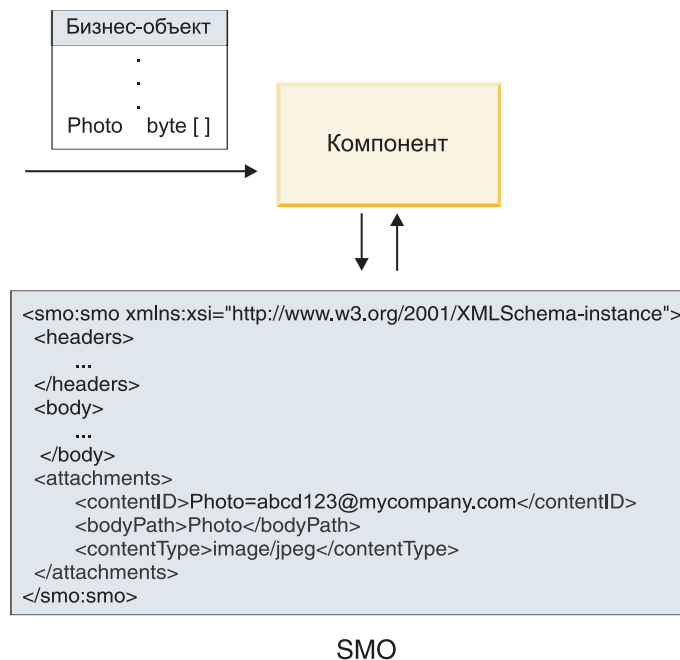 Бизнес-объект
.
.
.
Photo byte [ ]
Компонент
<smo:smo xmlns:xsi="http://www.w3.org/2001/XMLSchema-instance">
<headers>
...
</headers>
<body>
...
</body>
<attachments>
<contentID>Photo=abcd123@mycompany.com</contentID>
<bodyPath>Photo</bodyPath>
<contentType>image/jpeg</contentType>
</attachments>
</smo:smo>
SMO